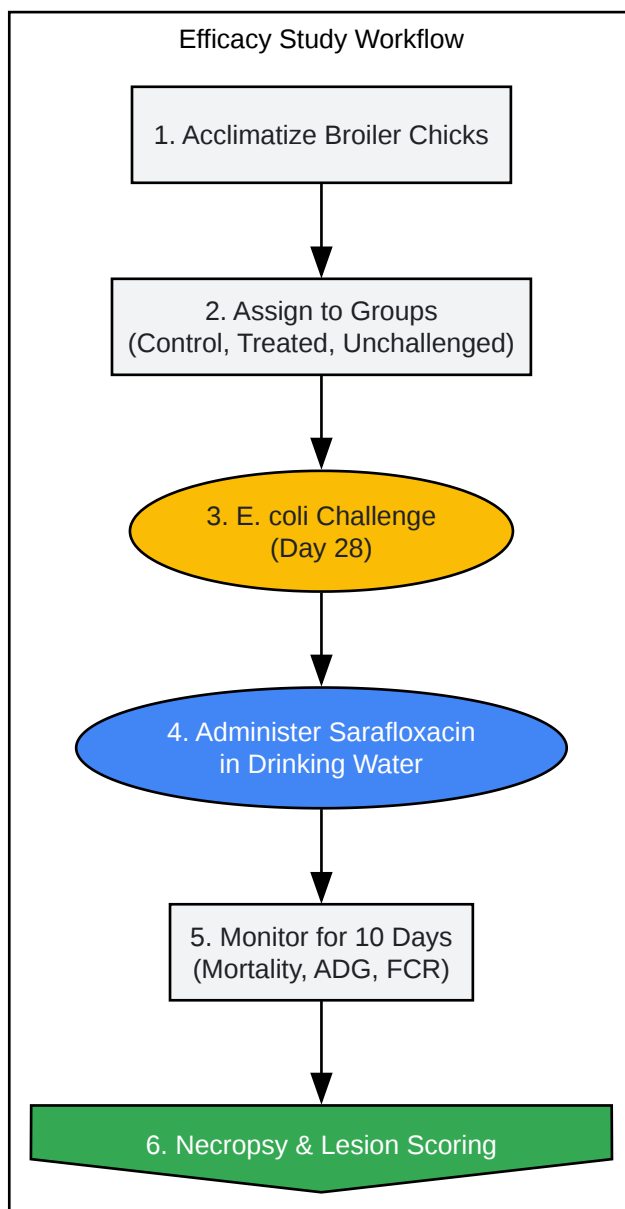 Efficacy Study Workflow
1. Acclimatize Broiler Chicks
2. Assign to Groups
(Control, Treated, Unchallenged)
3. E. coli Challenge
(Day 28)
4. Administer Sarafloxacin
in Drinking Water
5. Monitor for 10 Days
(Mortality, ADG, FCR)
6. Necropsy & Lesion Scoring